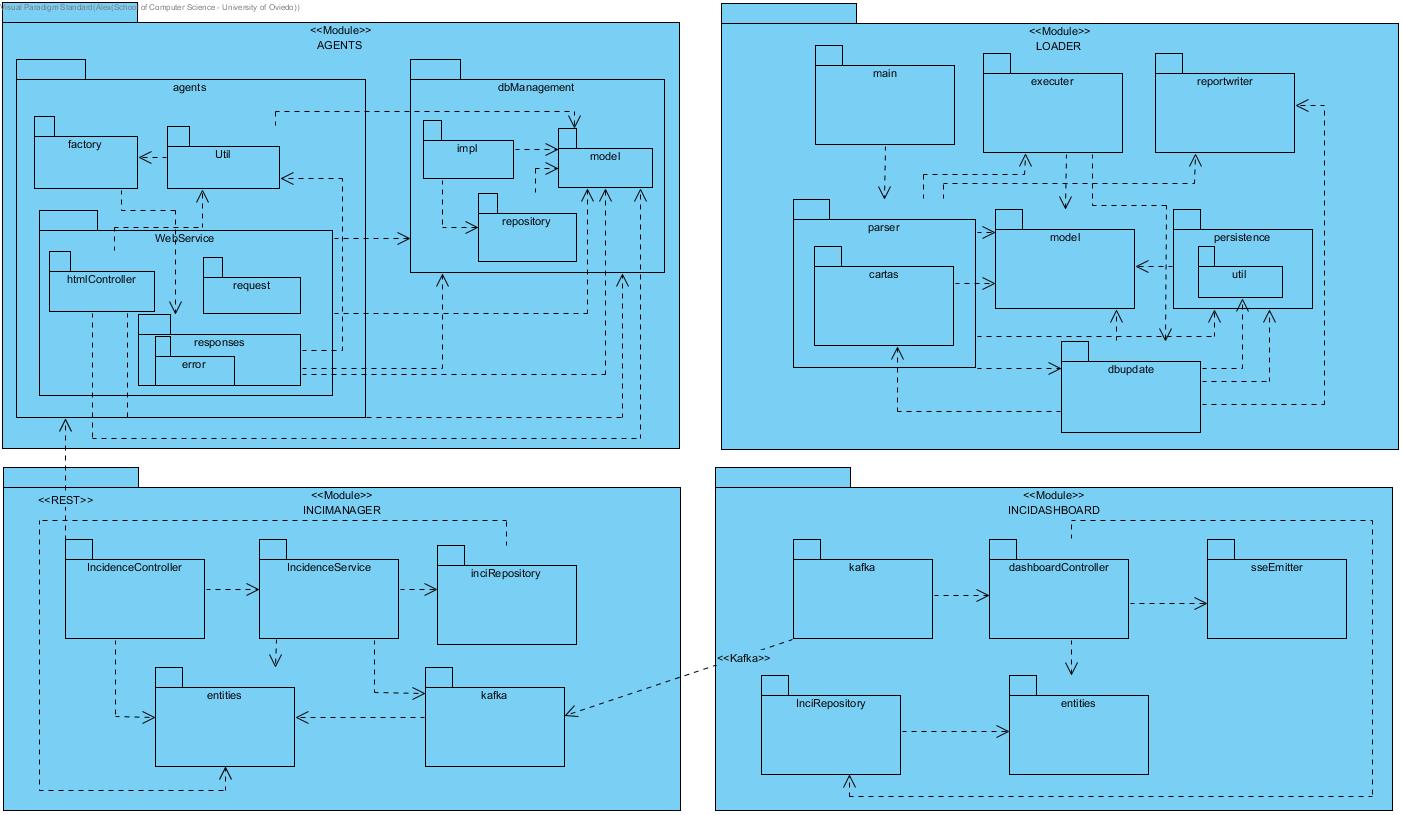 Visual Paradigm Standard(Alex(School of Computer Science - University of Oviedo))
<<Module>>
AGENTS
agents
dbManagement
factory
Util
impl
model
repository
WebService
htmlController
request
responses
error
<<Module>>
LOADER
main
executer
reportwriter
parser
cartas
model
persistence
util
dbupdate
<<REST>>
<<Module>>
INCIMANAGER
IncidenceController
IncidenceService
inciRepository
entities
kafka
<<Kafka>>
<<Module>>
INCIDASHBOARD
kafka
dashboardController
sseEmitter
InciRepository
entities